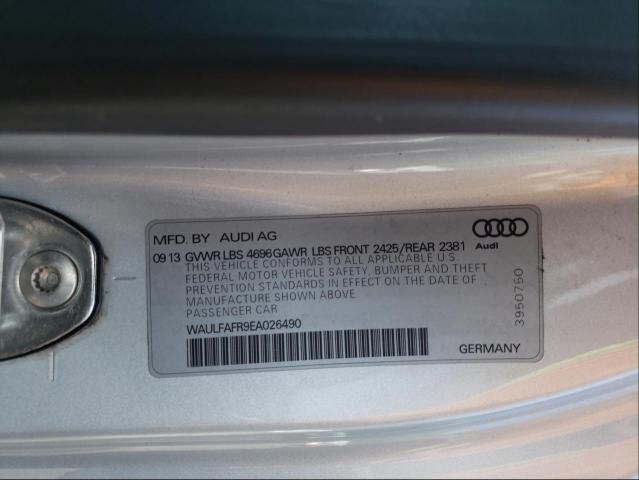 MFD. BY AUDI AG
09 13 GVWR LBS 4696 GAWR LBS FRONT 2425/REAR 2381
THIS VEHICLE CONFORMS TO ALL APPLICABLE U S
FEDERAL MOTOR VEHICLE SAFETY, BUMPER AND THEFT
PREVENTION STANDARDS IN EFFECT ON THE DATE OF
MANUFACTURE SHOWN ABOVE
PASSENGER CAR
WAULFAFR9EA026490
GERMANY
Audi
3950750